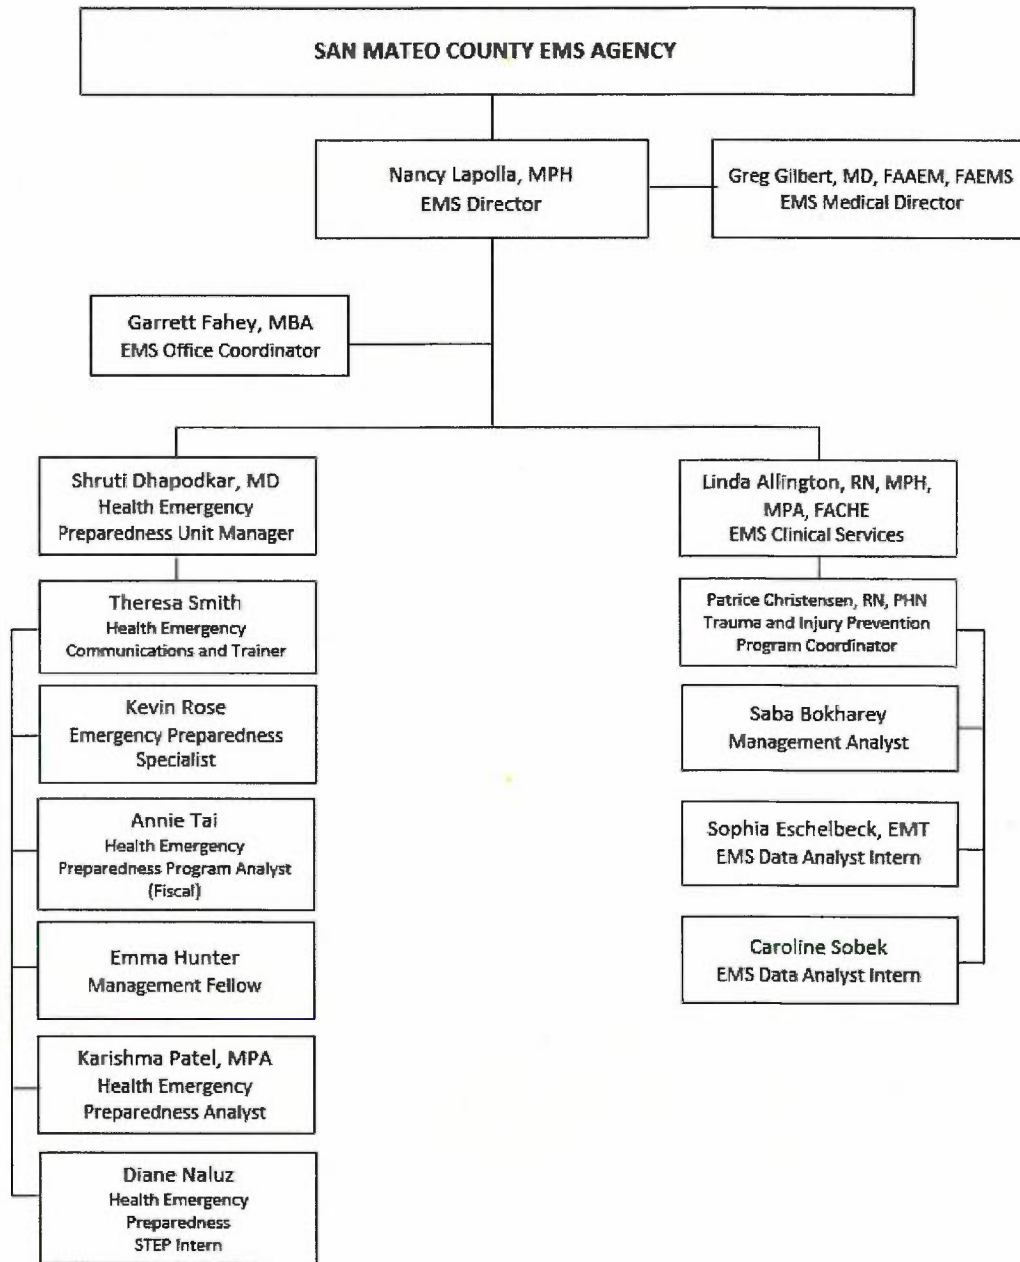 SAN MATEO COUNTY EMS AGENCY
Nancy Lapolla, MPH
EMS Director
Greg Gilbert, MD, FAAEM, FAEMS
EMS Medical Director
Garrett Fahey, MBA
EMS Office Coordinator
Shruti Dhapodkar, MD
Health Emergency
Preparedness Unit Manager
Theresa Smith
Health Emergency
Communications and Trainer
Kevin Rose
Emergency Preparedness
Specialist
Annie Tai
Health Emergency
Preparedness Program Analyst
(Fiscal)
Emma Hunter
Management Fellow
Karishma Patel, MPA
Health Emergency
Preparedness Analyst
Diane Naluz
Health Emergency
Preparedness
STEP Intern
Linda Allington, RN, MPH,
MPA, FACHE
EMS Clinical Services
Patrice Christensen, RN, PHN
Trauma and Injury Prevention
Program Coordinator
Saba Bokharey
Management Analyst
Sophia Eschelbeck, EMT
EMS Data Analyst Intern
Caroline Sobek
EMS Data Analyst Intern